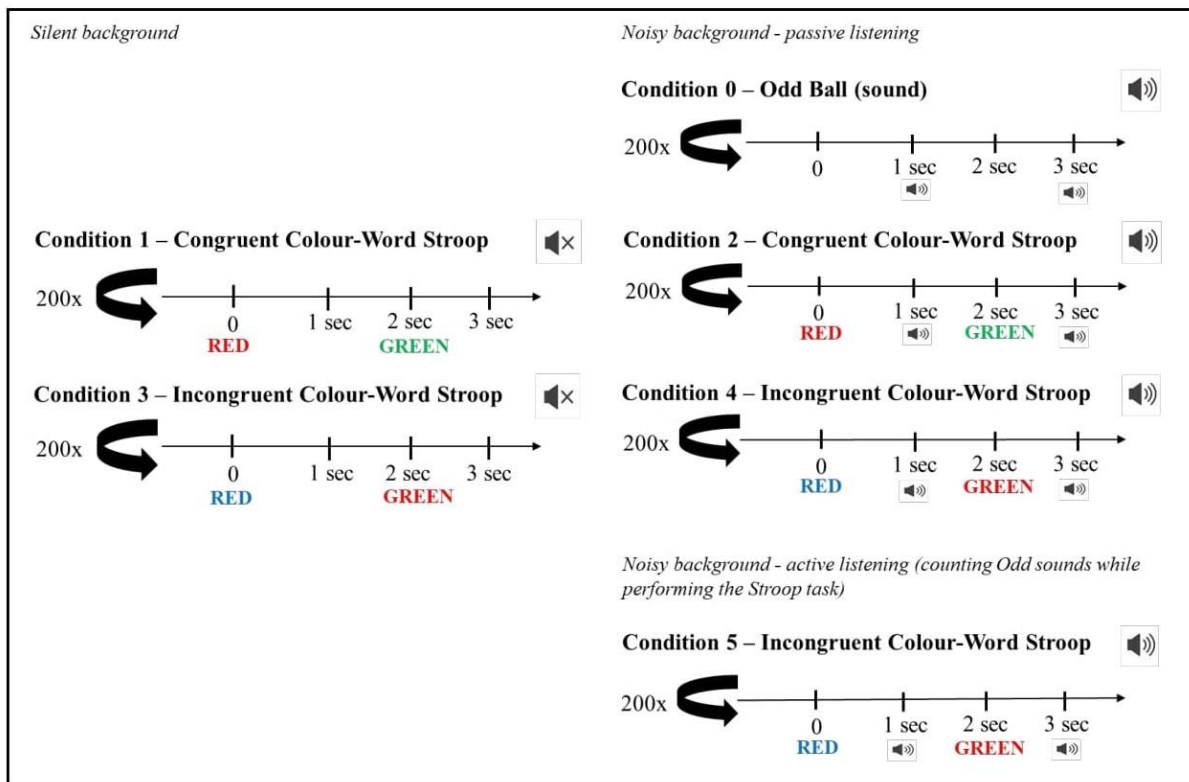 Silent background
Noisy background - passive listening
Condition 0 – Odd Ball (sound)
200x
0 1 sec 2 sec 3 sec
Condition 1 – Congruent Colour-Word Stroop
200x
0 1 sec 2 sec 3 sec
RED GREEN
Condition 2 – Congruent Colour-Word Stroop
200x
0 1 sec 2 sec 3 sec
RED GREEN
Condition 3 – Incongruent Colour-Word Stroop
200x
0 1 sec 2 sec 3 sec
RED GREEN
Condition 4 – Incongruent Colour-Word Stroop
200x
0 1 sec 2 sec 3 sec
RED GREEN
Noisy background - active listening (counting Odd sounds while
performing the Stroop task)
Condition 5 – Incongruent Colour-Word Stroop
200x
0 1 sec 2 sec 3 sec
RED GREEN